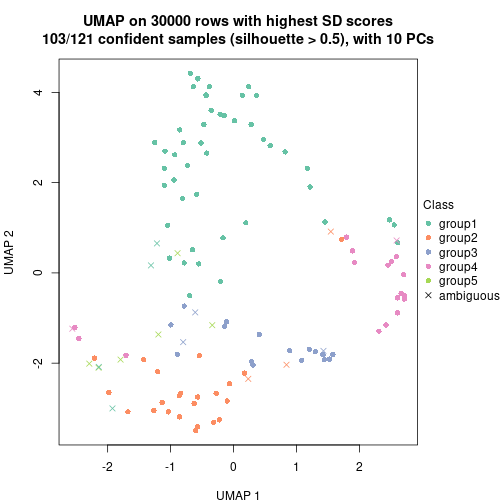 UMAP on 30000 rows with highest SD scores
103/121 confident samples (silhouette > 0.5), with 10 PCs
4
2
0
-2
UMAP 2
-2
-1
0
1
2
UMAP 1
Class
group1
group2
group3
group4
group5
ambiguous